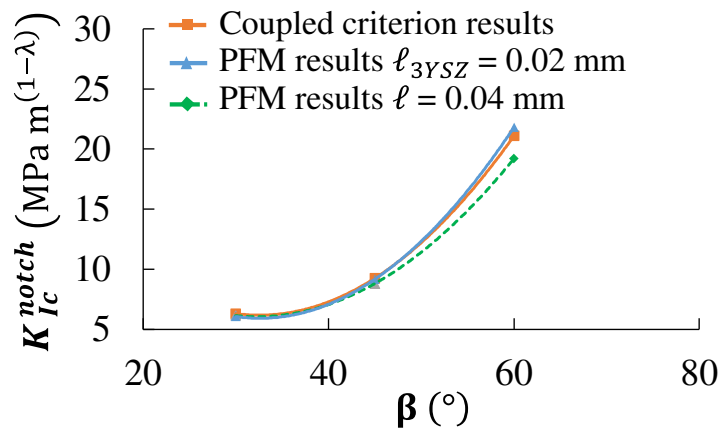 Coupled criterion results
PFM results ℓ3YSZ = 0.02 mm
PFM results ℓ = 0.04 mm
K Ic notch (MPa m(1−λ))
30
25
20
15
10
5
20 40 60 80
β (°)